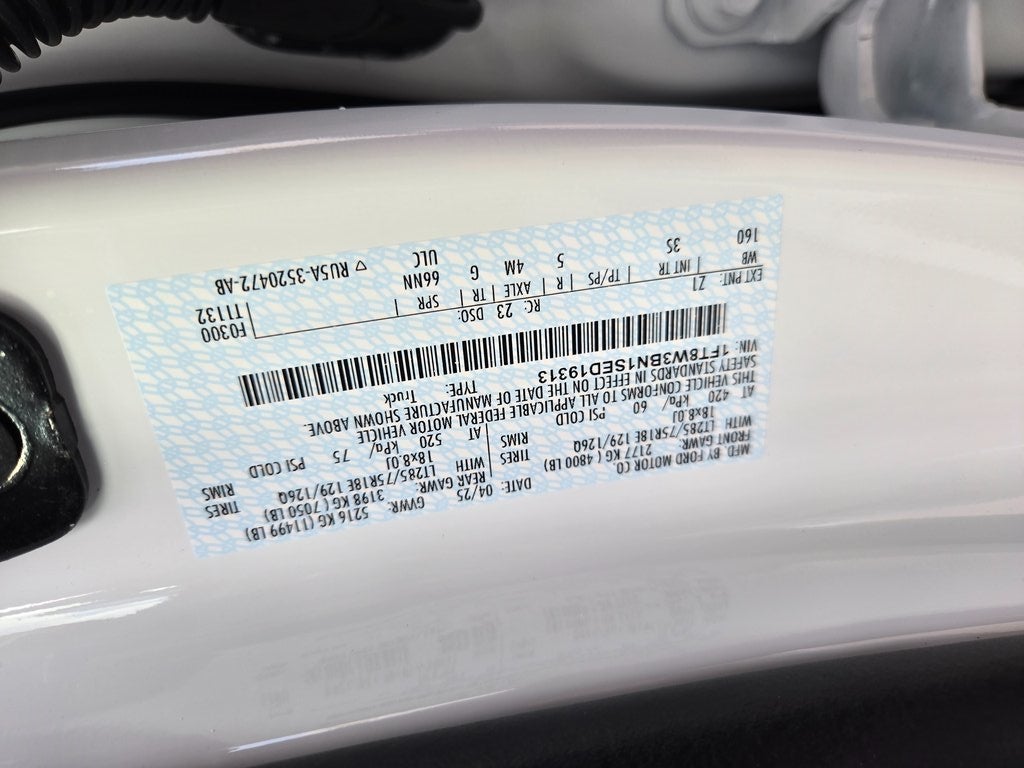 MFD. BY FORD MOTOR CO.
DATE: 04/25
GVWR: 5216 KG (11499 LB)
FRONT GAWR:
2177 KG ( 4800 LB)
REAR GAWR:
3198 KG ( 7050 LB)
WITH
LT285/75R18E 129/126Q
TIRES
WITH
LT285/75R18E 129/126Q
TIRES
18x8.0J
RIMS
18x8.0J
RIMS
AT 420 kPa/ 60 PSI COLD
AT 520 kPa/ 75 PSI COLD
THIS VEHICLE CONFORMS TO ALL APPLICABLE FEDERAL MOTOR VEHICLE
SAFETY STANDARDS IN EFFECT ON THE DATE OF MANUFACTURE SHOWN ABOVE.
VIN: 1FT8W3BN1SED19313
TYPE: Truck
F0300
T1132
EXT PNT: Z1
RC: 23 DSO:
WB | INT TR | TP/PS | R | AXLE | TR | SPR
160 3S 5 4M G 66NN
ULC
▽ RU5A-3520472-AB